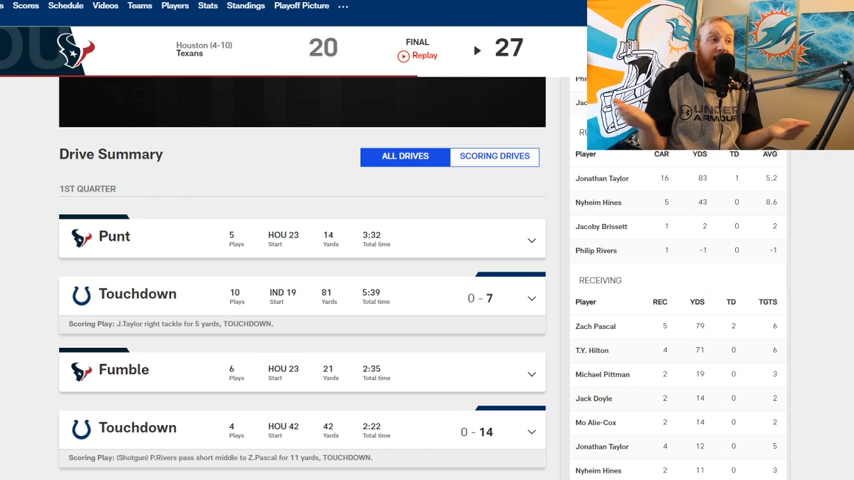 s Scores Schedule Videos Teams Players Stats Standings Playoff Picture ...
Houston (4-10)
Texans
20
FINAL
Replay
27
Drive Summary
ALL DRIVES
SCORING DRIVES
1ST QUARTER
Punt
5 HOU 23 14 3:32
Plays Start Yards Total time
Touchdown
10 IND 19 81 5:39
Plays Start Yards Total time
0 - 7
Scoring Play: J.Taylor right tackle for 5 yards, TOUCHDOWN.
Fumble
6 HOU 23 21 2:35
Plays Start Yards Total time
Touchdown
4 HOU 42 42 2:22
Plays Start Yards Total time
0 - 14
Scoring Play: (Shotgun) P.Rivers pass short middle to Z.Pascal for 11 yards, TOUCHDOWN.
UNDER ARMOUR
Player CAR YDS TD AVG
Jonathan Taylor 16 83 1 5.2
Nyheim Hines 5 43 0 8.6
Jacoby Brissett 1 2 0 2
Philip Rivers 1 -1 0 -1
RECEIVING
Player REC YDS TD TGTS
Zach Pascal 5 79 2 6
T.Y. Hilton 4 71 0 6
Michael Pittman 2 19 0 3
Jack Doyle 2 14 0 2
Mo Alie-Cox 2 14 0 2
Jonathan Taylor 4 12 0 5
Nyheim Hines 2 11 0 3